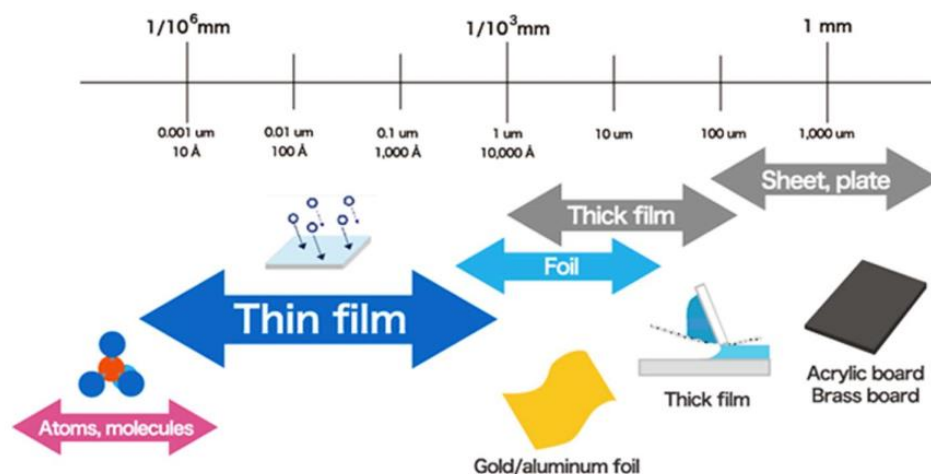 1/10⁶mm
1/10³mm
1 mm
0.001 um
10 Å
0.01 um
100 Å
0.1 um
1,000 Å
1 um
10,000 Å
10 um
100 um
1,000 um
Sheet, plate
Thick film
Foil
Thin film
Atoms, molecules
Gold/aluminum foil
Thick film
Acrylic board
Brass board